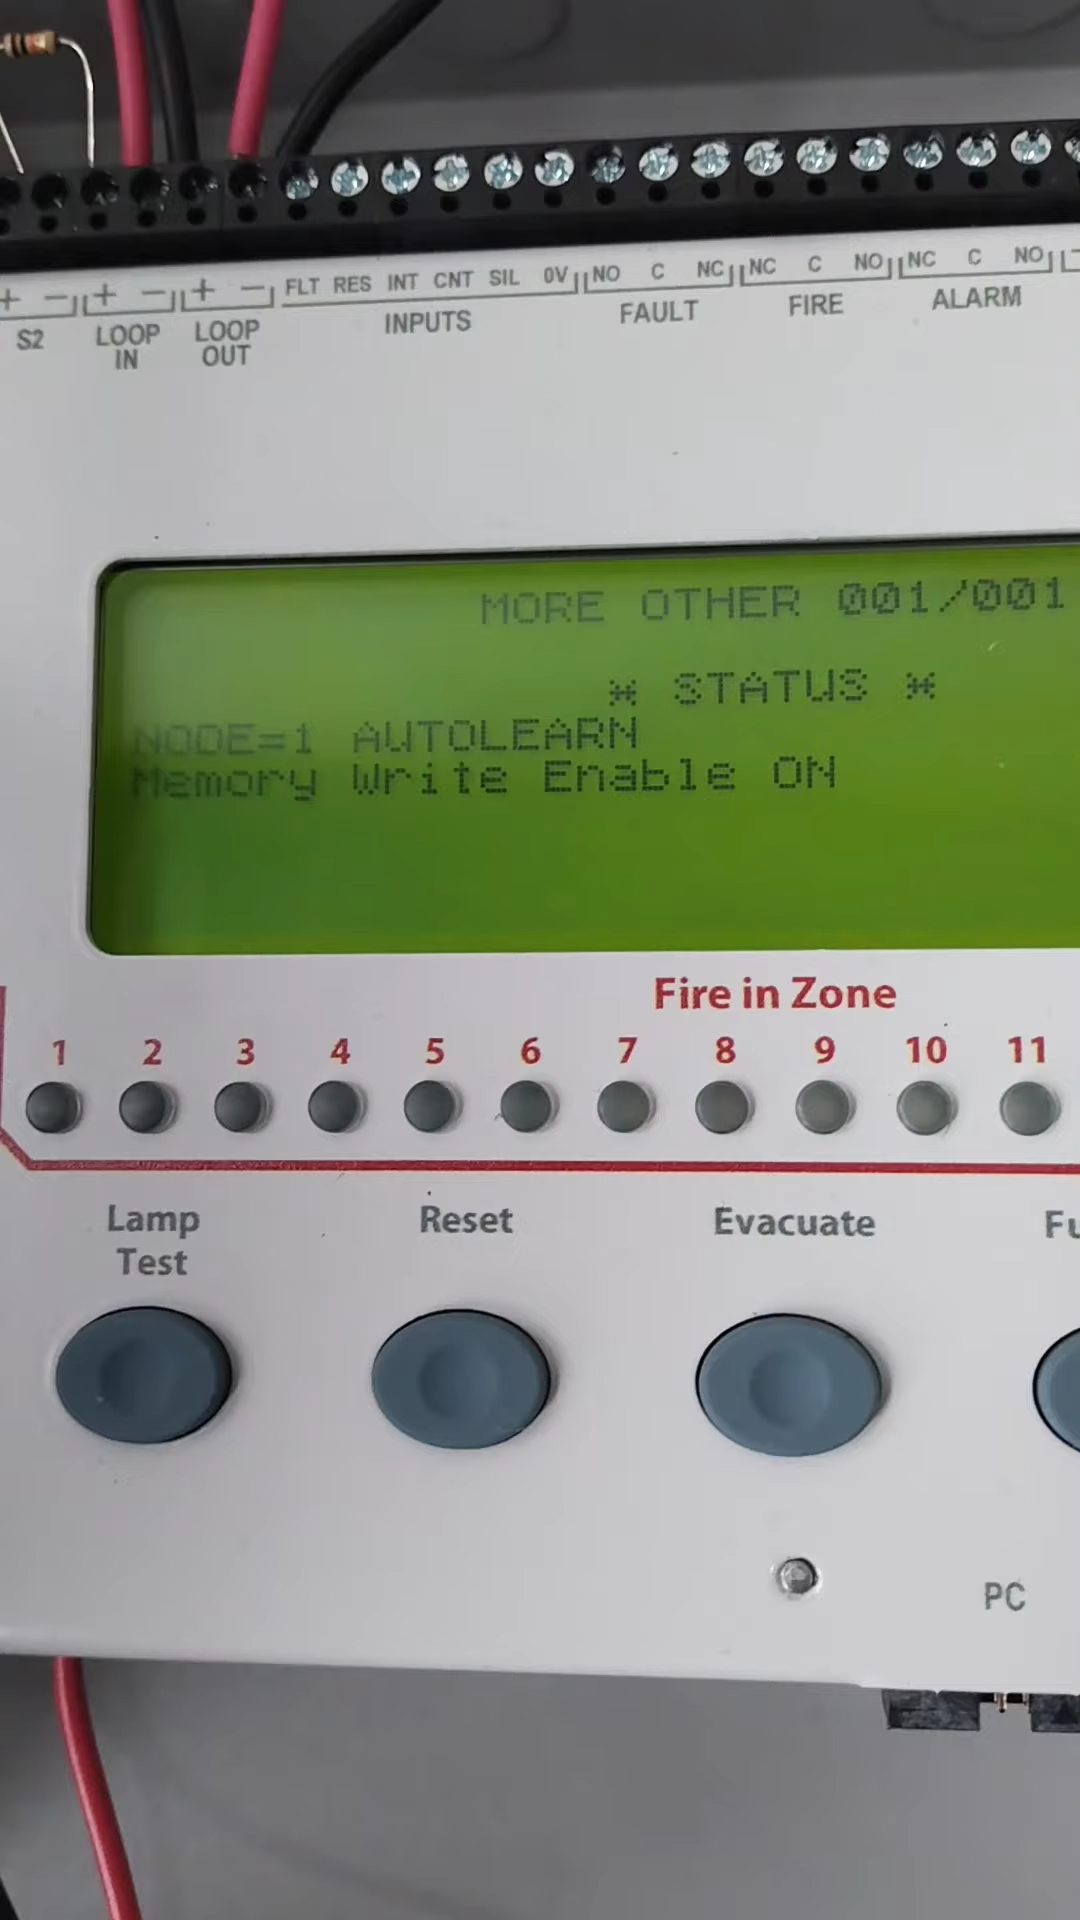 + − + − + − FLT RES INT CNT SIL 0V NO C NC NC C NO NC C NO
S2 LOOP IN LOOP OUT INPUTS FAULT FIRE ALARM
MORE OTHER 001/001
* STATUS *
NODE=1 AUTOLEARN
Memory Write Enable ON
Fire in Zone
1 2 3 4 5 6 7 8 9 10 11
Lamp Test Reset Evacuate
PC